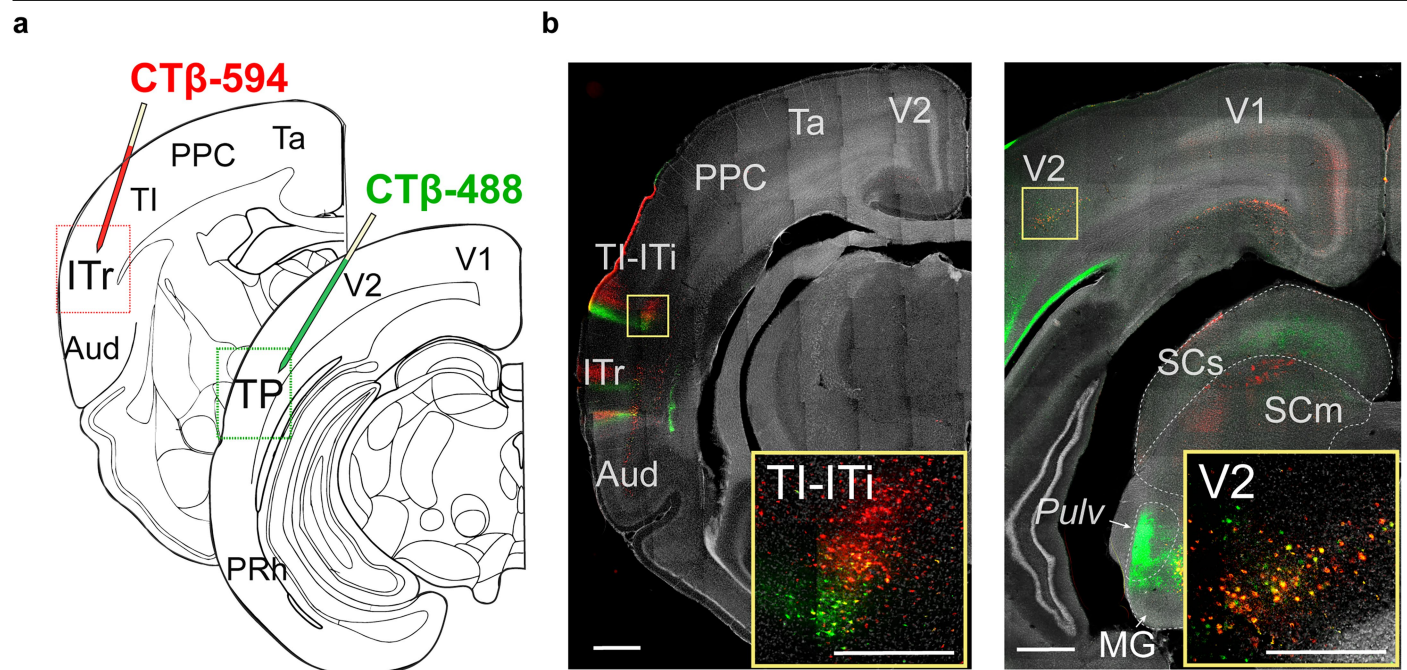 a
CTβ-594
Ta
PPC
TI
CTβ-488
ITr
V2
V1
Aud
TP
PRh
b
Ta
V2
PPC
TI-ITi
ITr
Aud
TI-ITi
V1
V2
SCs
SCm
Pulv
MG
V2